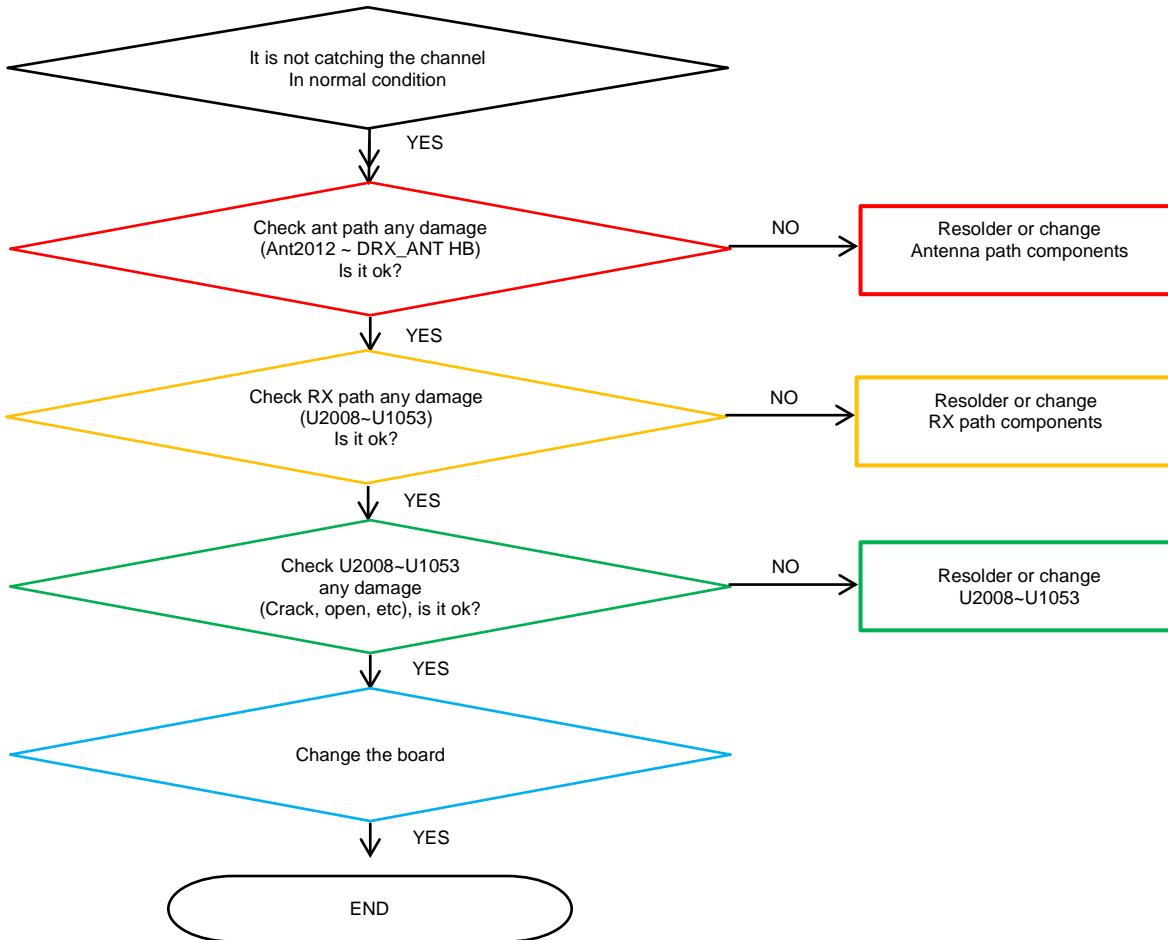 It is not catching the channel
In normal condition
YES
Check ant path any damage
(Ant2012 ~ DRX_ANT HB)
Is it ok?
NO
Resolder or change
Antenna path components
YES
Check RX path any damage
(U2008~U1053)
Is it ok?
NO
Resolder or change
RX path components
YES
Check U2008~U1053
any damage
(Crack, open, etc), is it ok?
NO
Resolder or change
U2008~U1053
YES
Change the board
YES
END